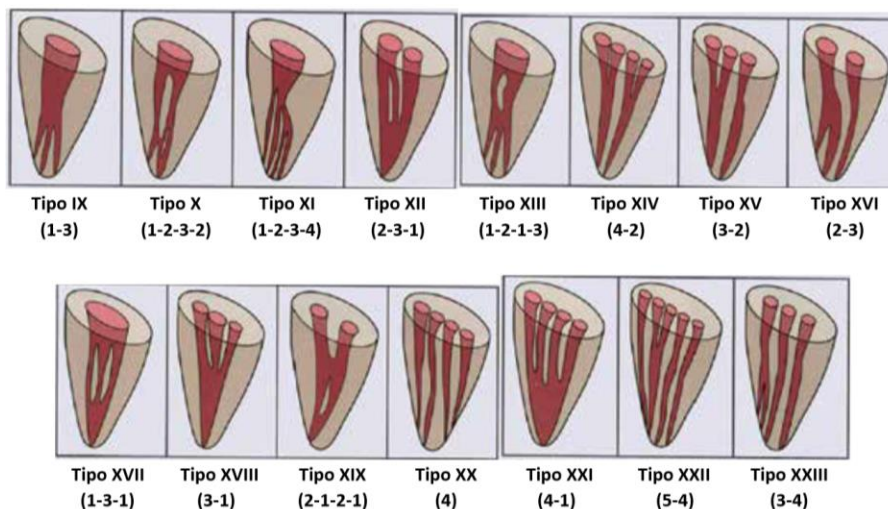 Tipo IX Tipo X Tipo XI Tipo XII Tipo XIII Tipo XIV Tipo XV Tipo XVI
(1-3) (1-2-3-2) (1-2-3-4) (2-3-1) (1-2-1-3) (4-2) (3-2) (2-3)
Tipo XVII Tipo XVIII Tipo XIX Tipo XX Tipo XXI Tipo XXII Tipo XXIII
(1-3-1) (3-1) (2-1-2-1) (4) (4-1) (5-4) (3-4)